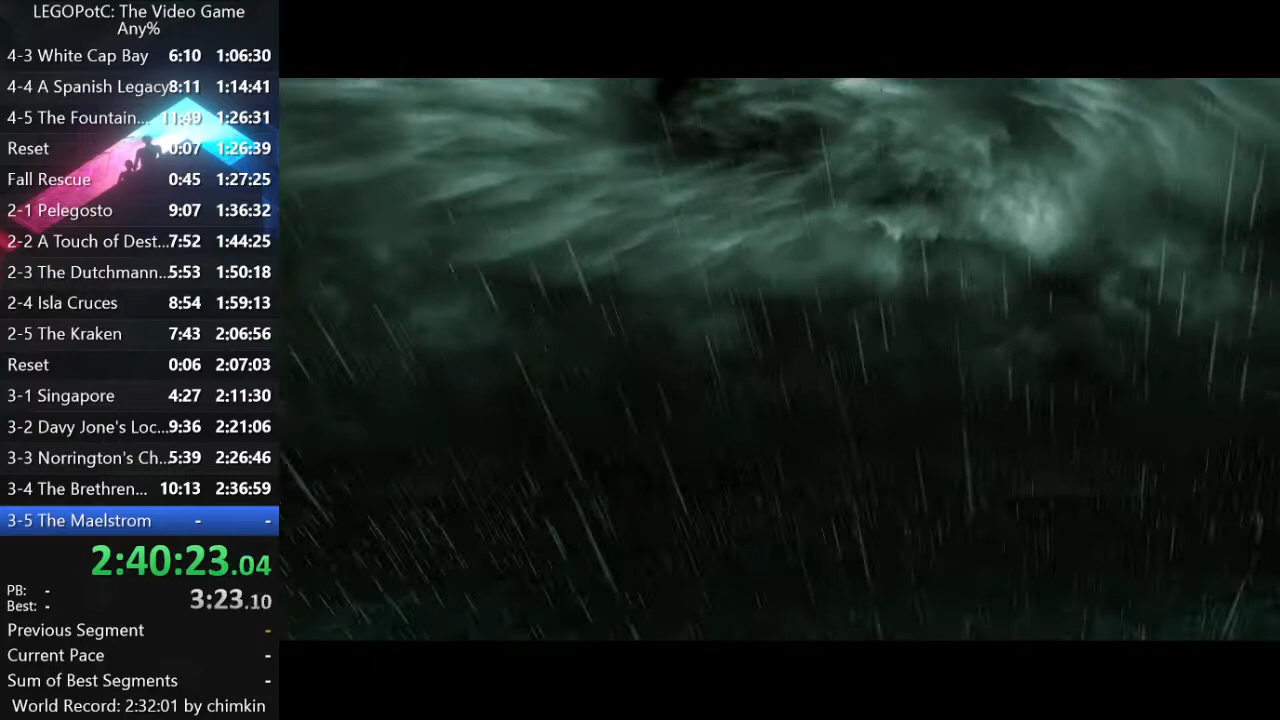 LEGOPotC: The Video Game
Any%
4-3 White Cap Bay 6:10 1:06:30
4-4 A Spanish Legacy 8:11 1:14:41
4-5 The Fountain... 11:49 1:26:31
Reset 0:07 1:26:39
Fall Rescue 0:45 1:27:25
2-1 Pelegosto 9:07 1:36:32
2-2 A Touch of Dest... 7:52 1:44:25
2-3 The Dutchmann... 5:53 1:50:18
2-4 Isla Cruces 8:54 1:59:13
2-5 The Kraken 7:43 2:06:56
Reset 0:06 2:07:03
3-1 Singapore 4:27 2:11:30
3-2 Davy Jone's Loc... 9:36 2:21:06
3-3 Norrington's Ch... 5:39 2:26:46
3-4 The Brethren... 10:13 2:36:59
3-5 The Maelstrom - -
2:40:23.04
PB: -
Best: - 3:23.10
Previous Segment -
Current Pace -
Sum of Best Segments -
World Record: 2:32:01 by chimkin